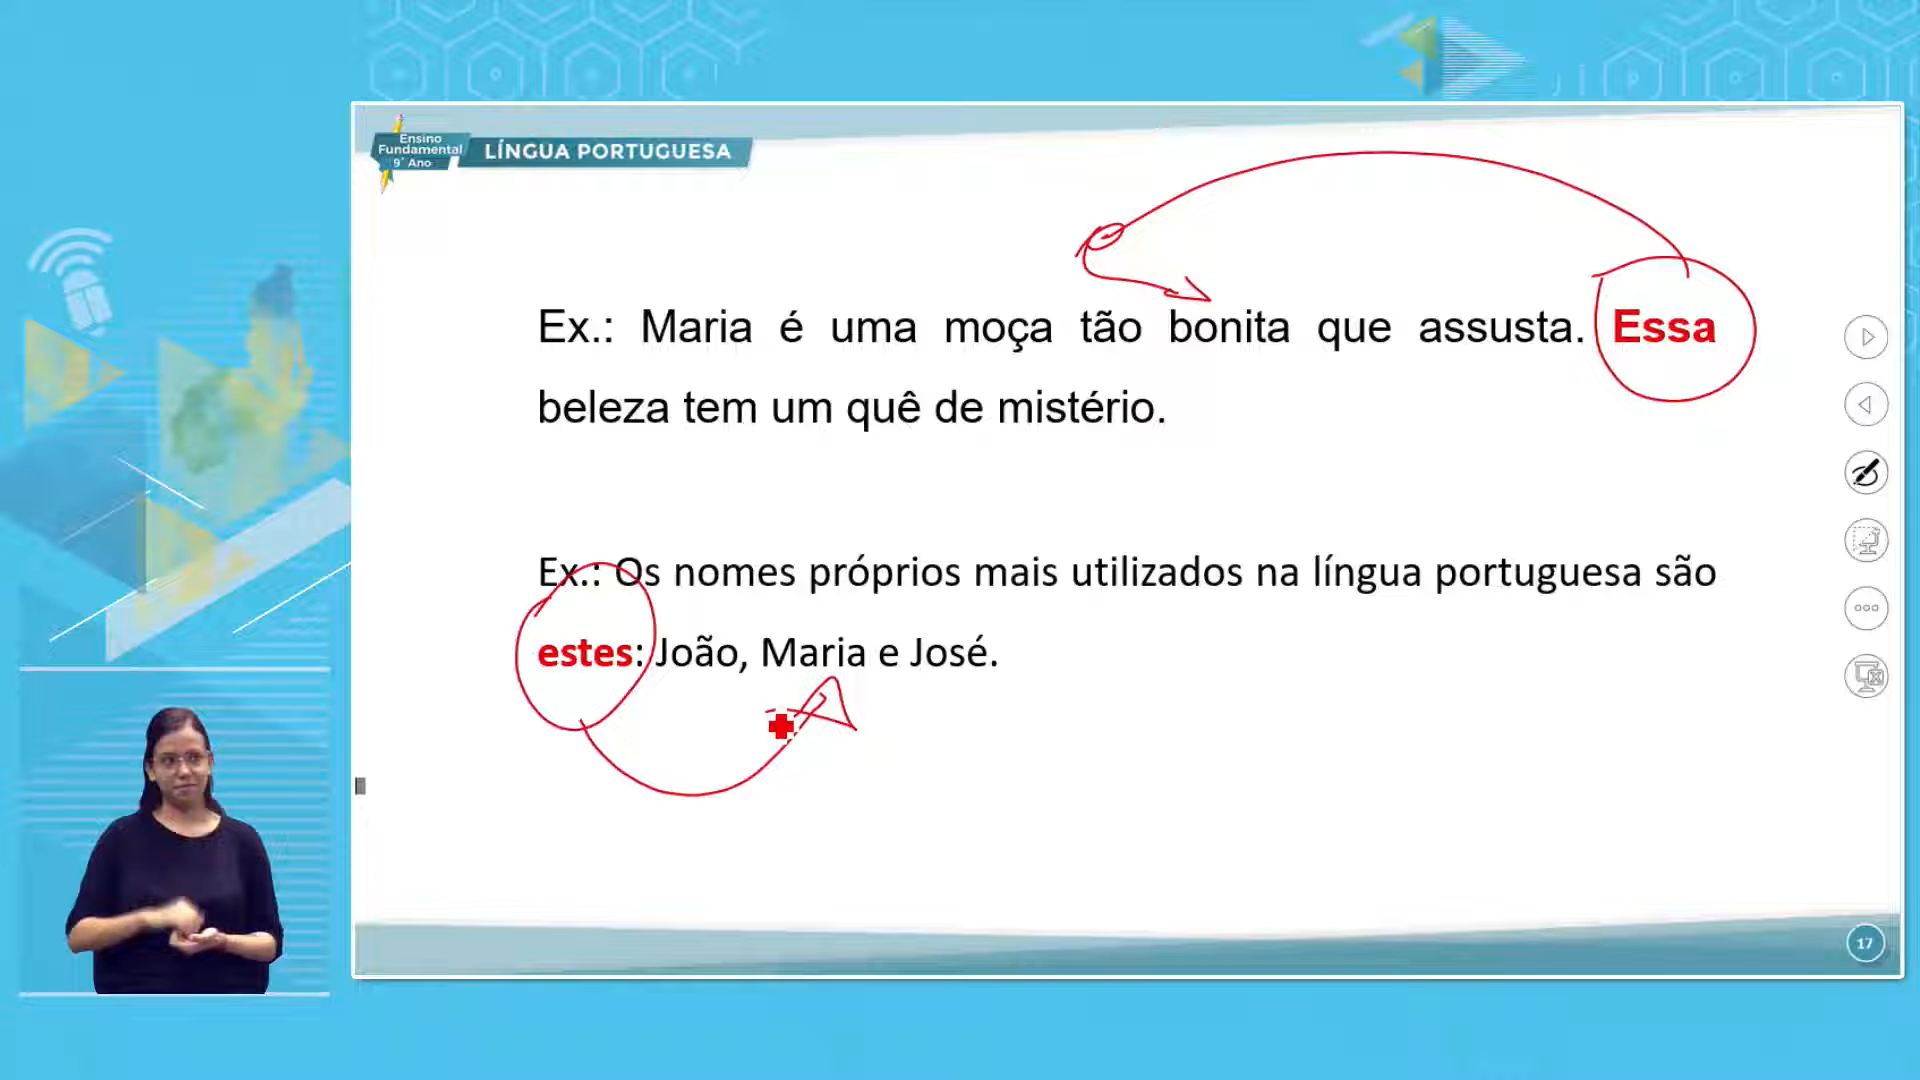 Ensino
Fundamental
9° Ano
LÍNGUA PORTUGUESA
Ex.: Maria é uma moça tão bonita que assusta. Essa
beleza tem um quê de mistério.
Ex.: Os nomes próprios mais utilizados na língua portuguesa são
estes: João, Maria e José.
17